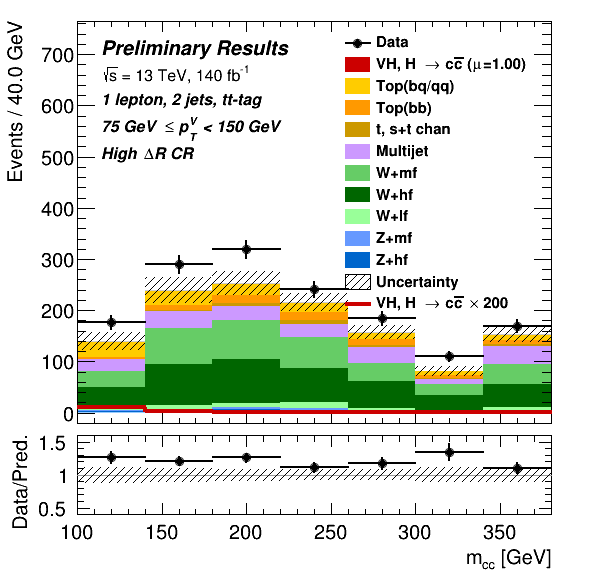 Events / 40.0 GeV
700
600
500
400
300
200
100
0
Preliminary Results
√s = 13 TeV, 140 fb⁻¹
1 lepton, 2 jets, tt-tag
75 GeV ≤ p_T^V < 150 GeV
High ΔR CR
Data
VH, H → cc̅ (μ=1.00)
Top(bq/qq)
Top(bb)
t, s+t chan
Multijet
W+mf
W+hf
W+lf
Z+mf
Z+hf
Uncertainty
VH, H → cc̅ × 200
Data/Pred.
1.5
1
0.5
100 150 200 250 300 350
m_cc [GeV]